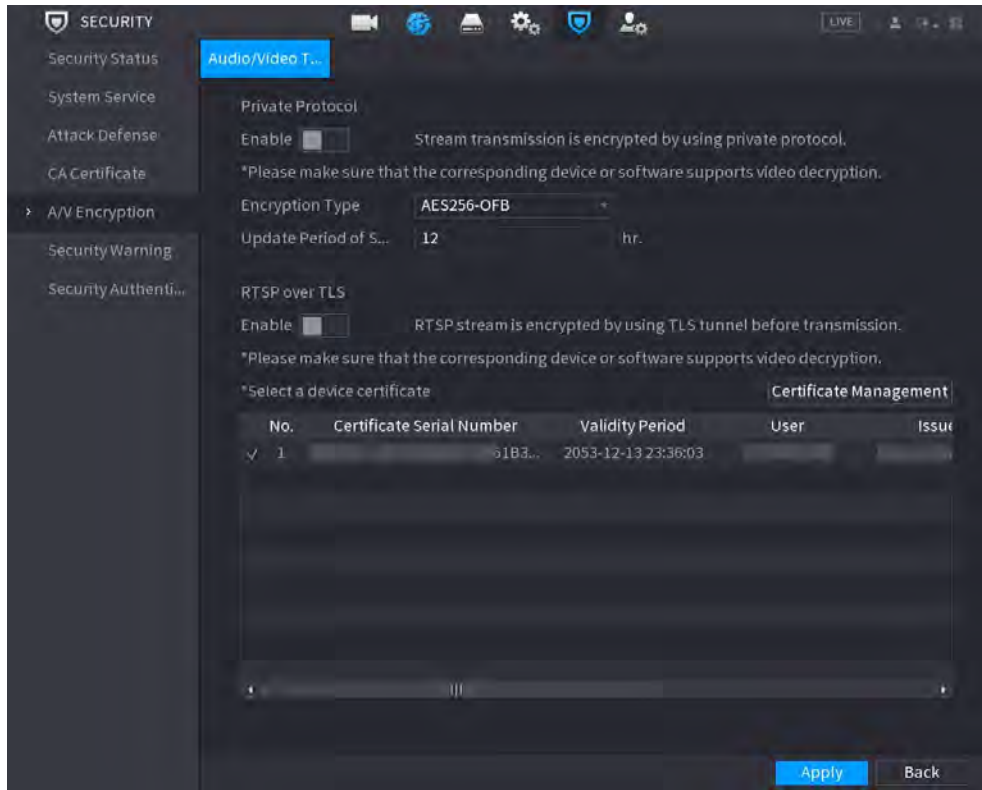 SECURITY
LIVE
Security Status
Audio/Video T...
System Service
Private Protocol
Attack Defense
Enable
Stream transmission is encrypted by using private protocol.
CA Certificate
*Please make sure that the corresponding device or software supports video decryption.
A/V Encryption
Encryption Type
AES256-OFB
Security Warning
Update Period of S...
12
hr.
Security Authenti...
RTSP over TLS
Enable
RTSP stream is encrypted by using TLS tunnel before transmission.
*Please make sure that the corresponding device or software supports video decryption.
*Select a device certificate
Certificate Management
No.
Certificate Serial Number
Validity Period
User
Issue
1
61B3...
2053-12-13 23:36:03
Apply
Back